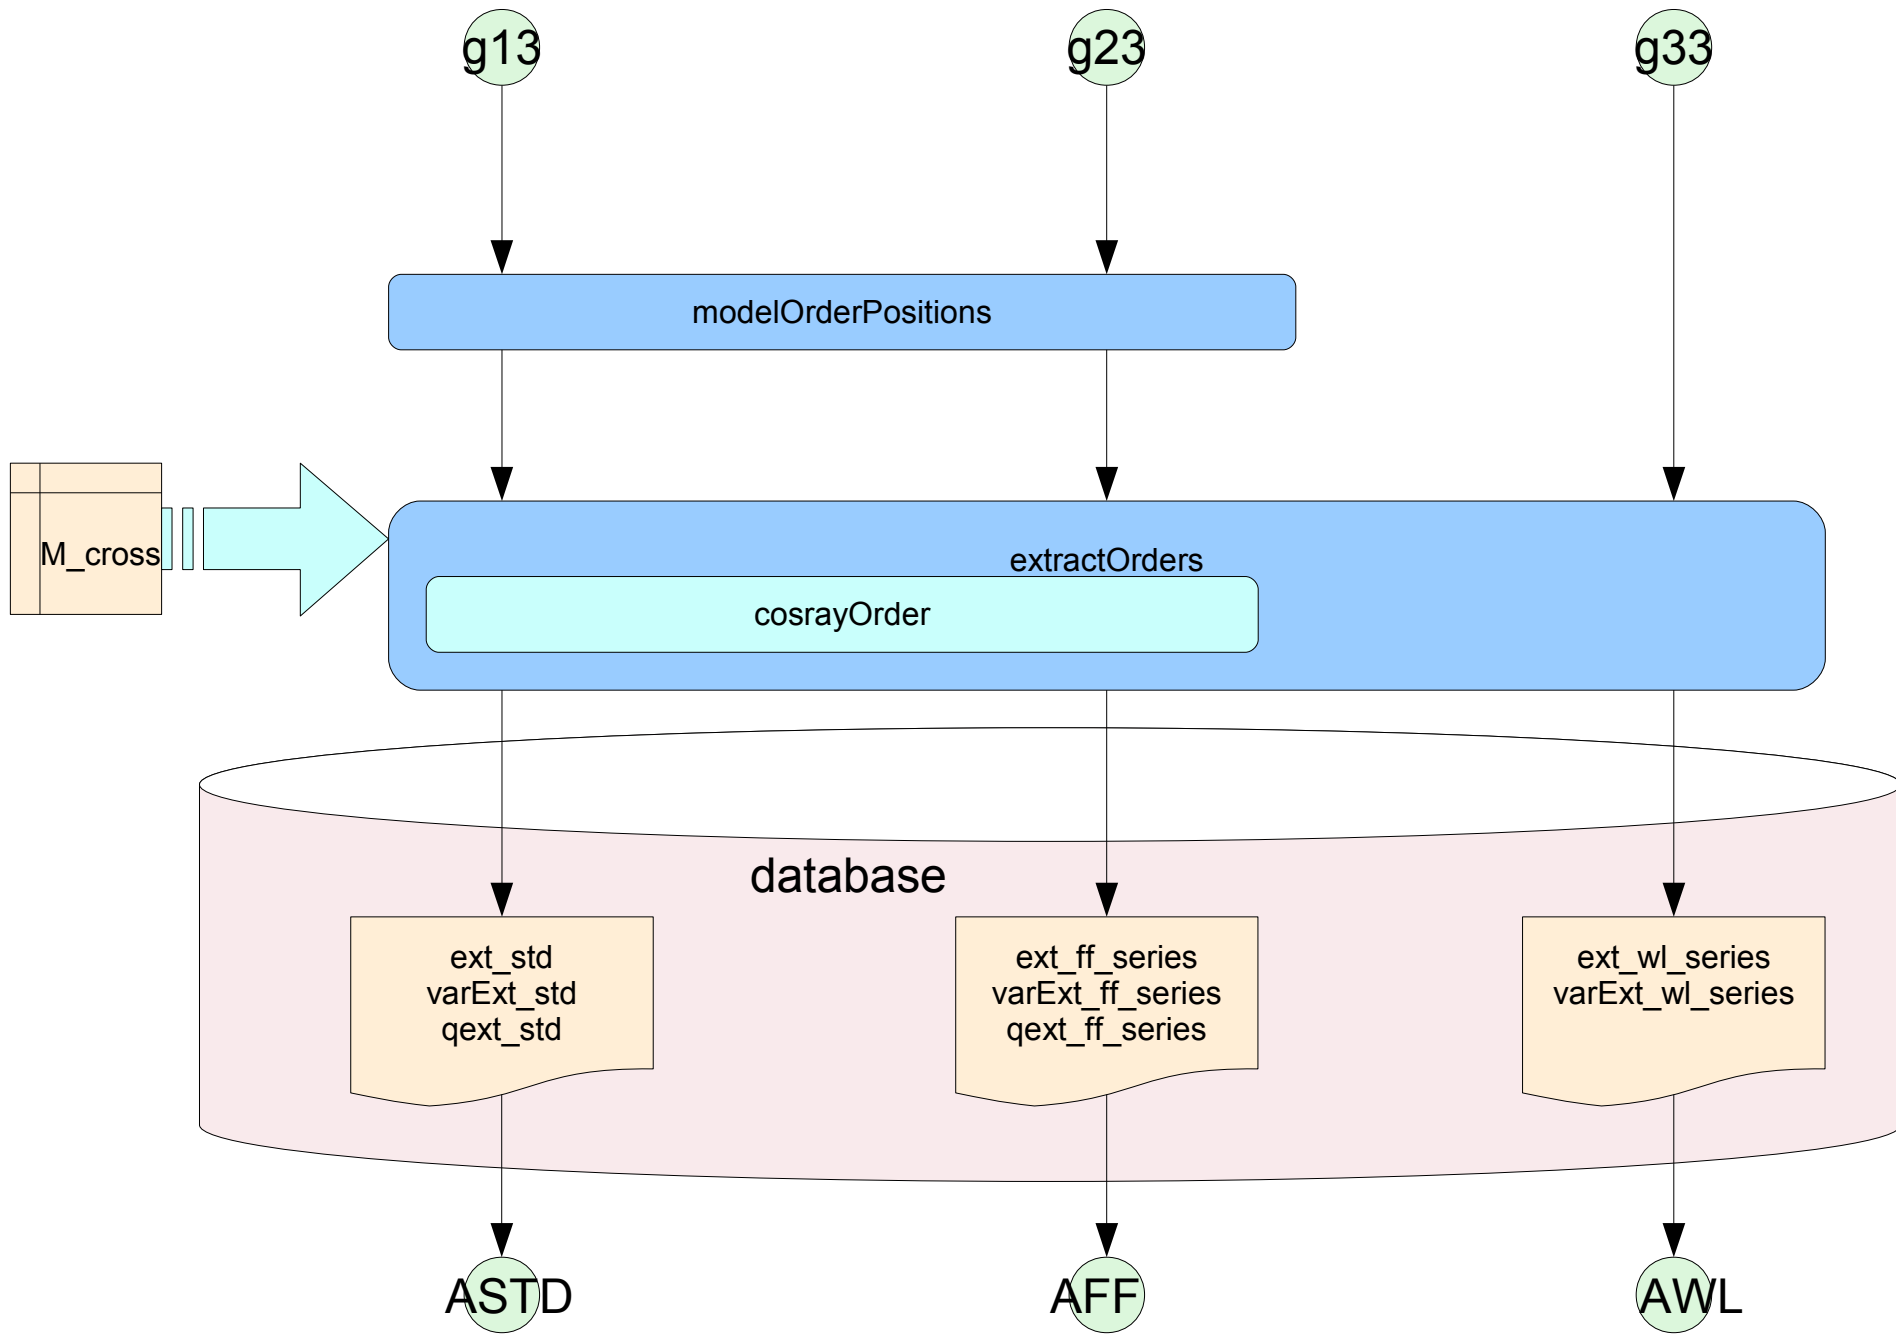 g13
g23
g33
modelOrderPositions
M_cross
extractOrders
cosrayOrder
database
ext_std
varExt_std
qext_std
ext_ff_series
varExt_ff_series
qext_ff_series
ext_wl_series
varExt_wl_series
ASTD
AFF
AWL